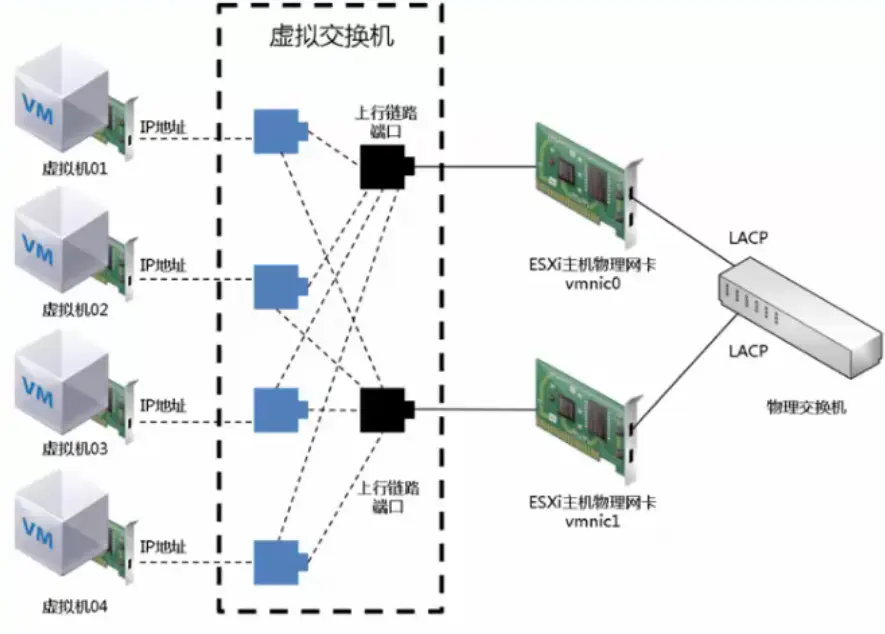 虚拟交换机
VM
IP地址
虚拟机01
上行链路
端口
VM
IP地址
虚拟机02
ESXi主机物理网卡
vmnic0
LACP
VM
IP地址
虚拟机03
LACP
物理交换机
上行链路
端口
ESXi主机物理网卡
vmnic1
VM
IP地址
虚拟机04